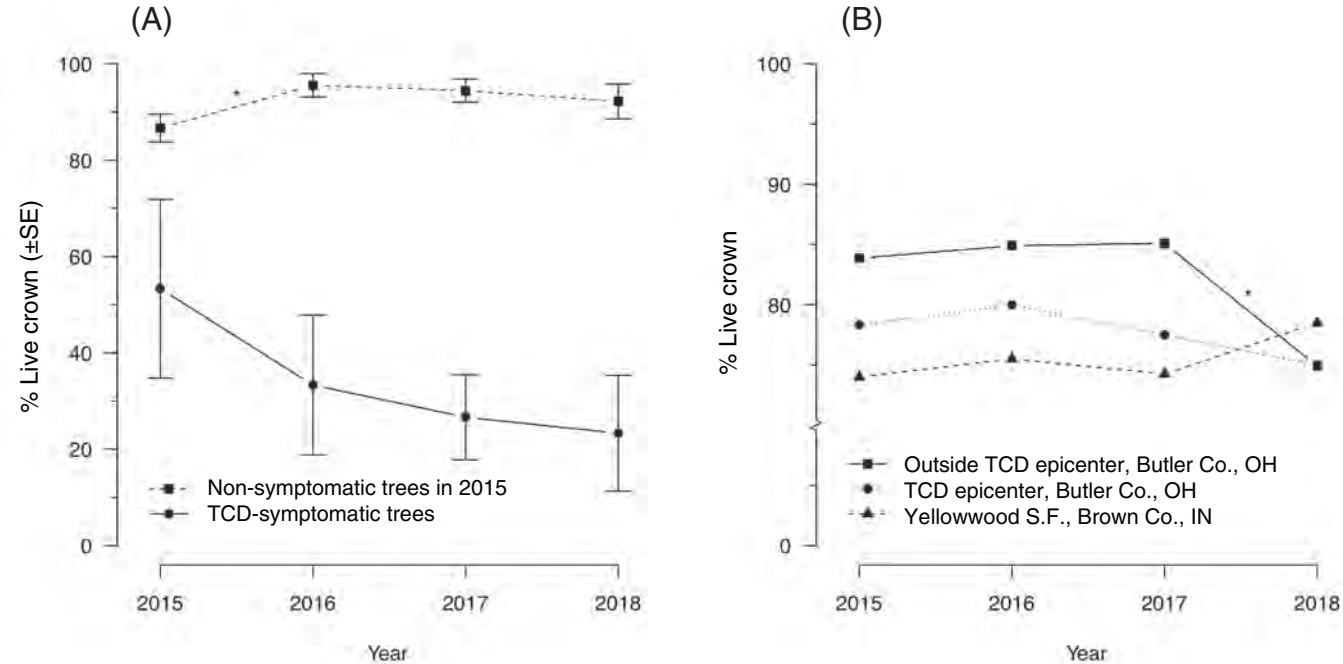 (A)
% Live crown (±SE)
100
80
60
40
20
0
*
Non-symptomatic trees in 2015
TCD-symptomatic trees
2015 2016 2017 2018
Year
(B)
% Live crown
100
90
80
0
*
Outside TCD epicenter, Butler Co., OH
TCD epicenter, Butler Co., OH
Yellowwood S.F., Brown Co., IN
2015 2016 2017 2018
Year